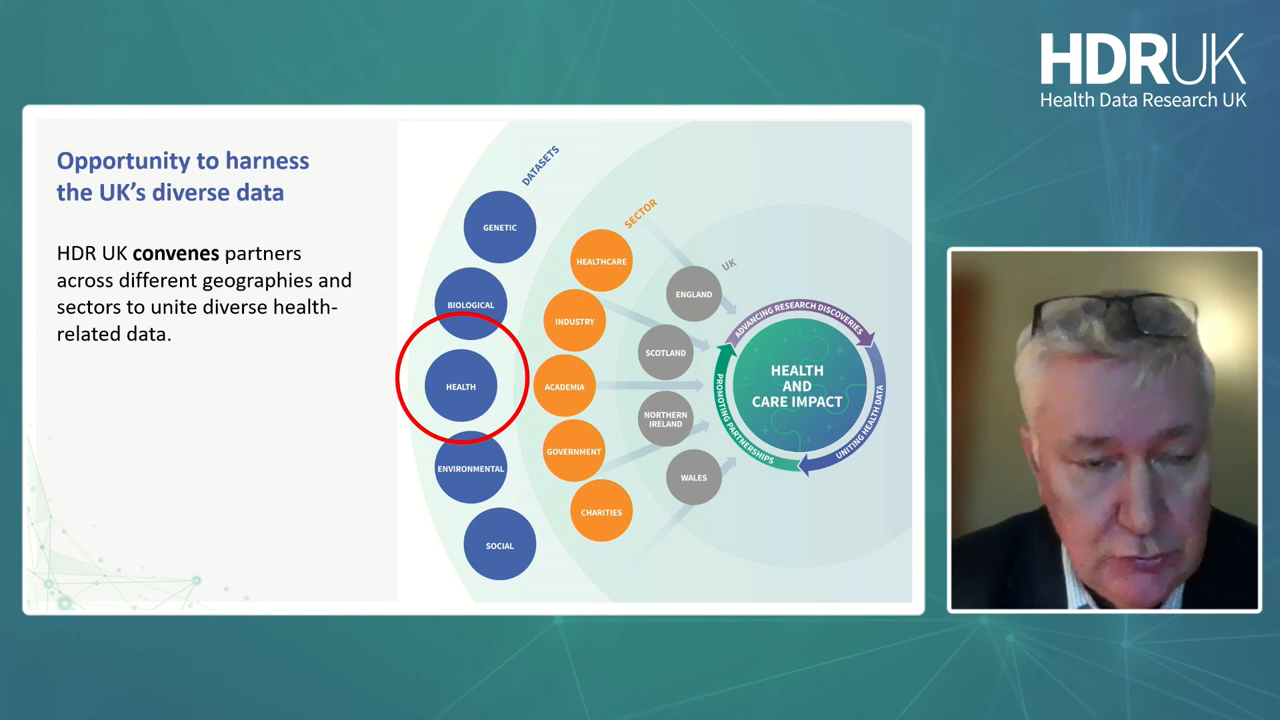 HDRUK
Health Data Research UK
Opportunity to harness
the UK's diverse data
HDR UK convenes partners
across different geographies and
sectors to unite diverse health-
related data.
DATASETS
GENETIC
BIOLOGICAL
HEALTH
ENVIRONMENTAL
SOCIAL
SECTOR
HEALTHCARE
INDUSTRY
ACADEMIA
GOVERNMENT
CHARITIES
UK
ENGLAND
SCOTLAND
NORTHERN
IRELAND
WALES
ADVANCING RESEARCH DISCOVERIES
UNITING HEALTH DATA
PROMOTING PARTNERSHIPS
HEALTH
AND
CARE IMPACT